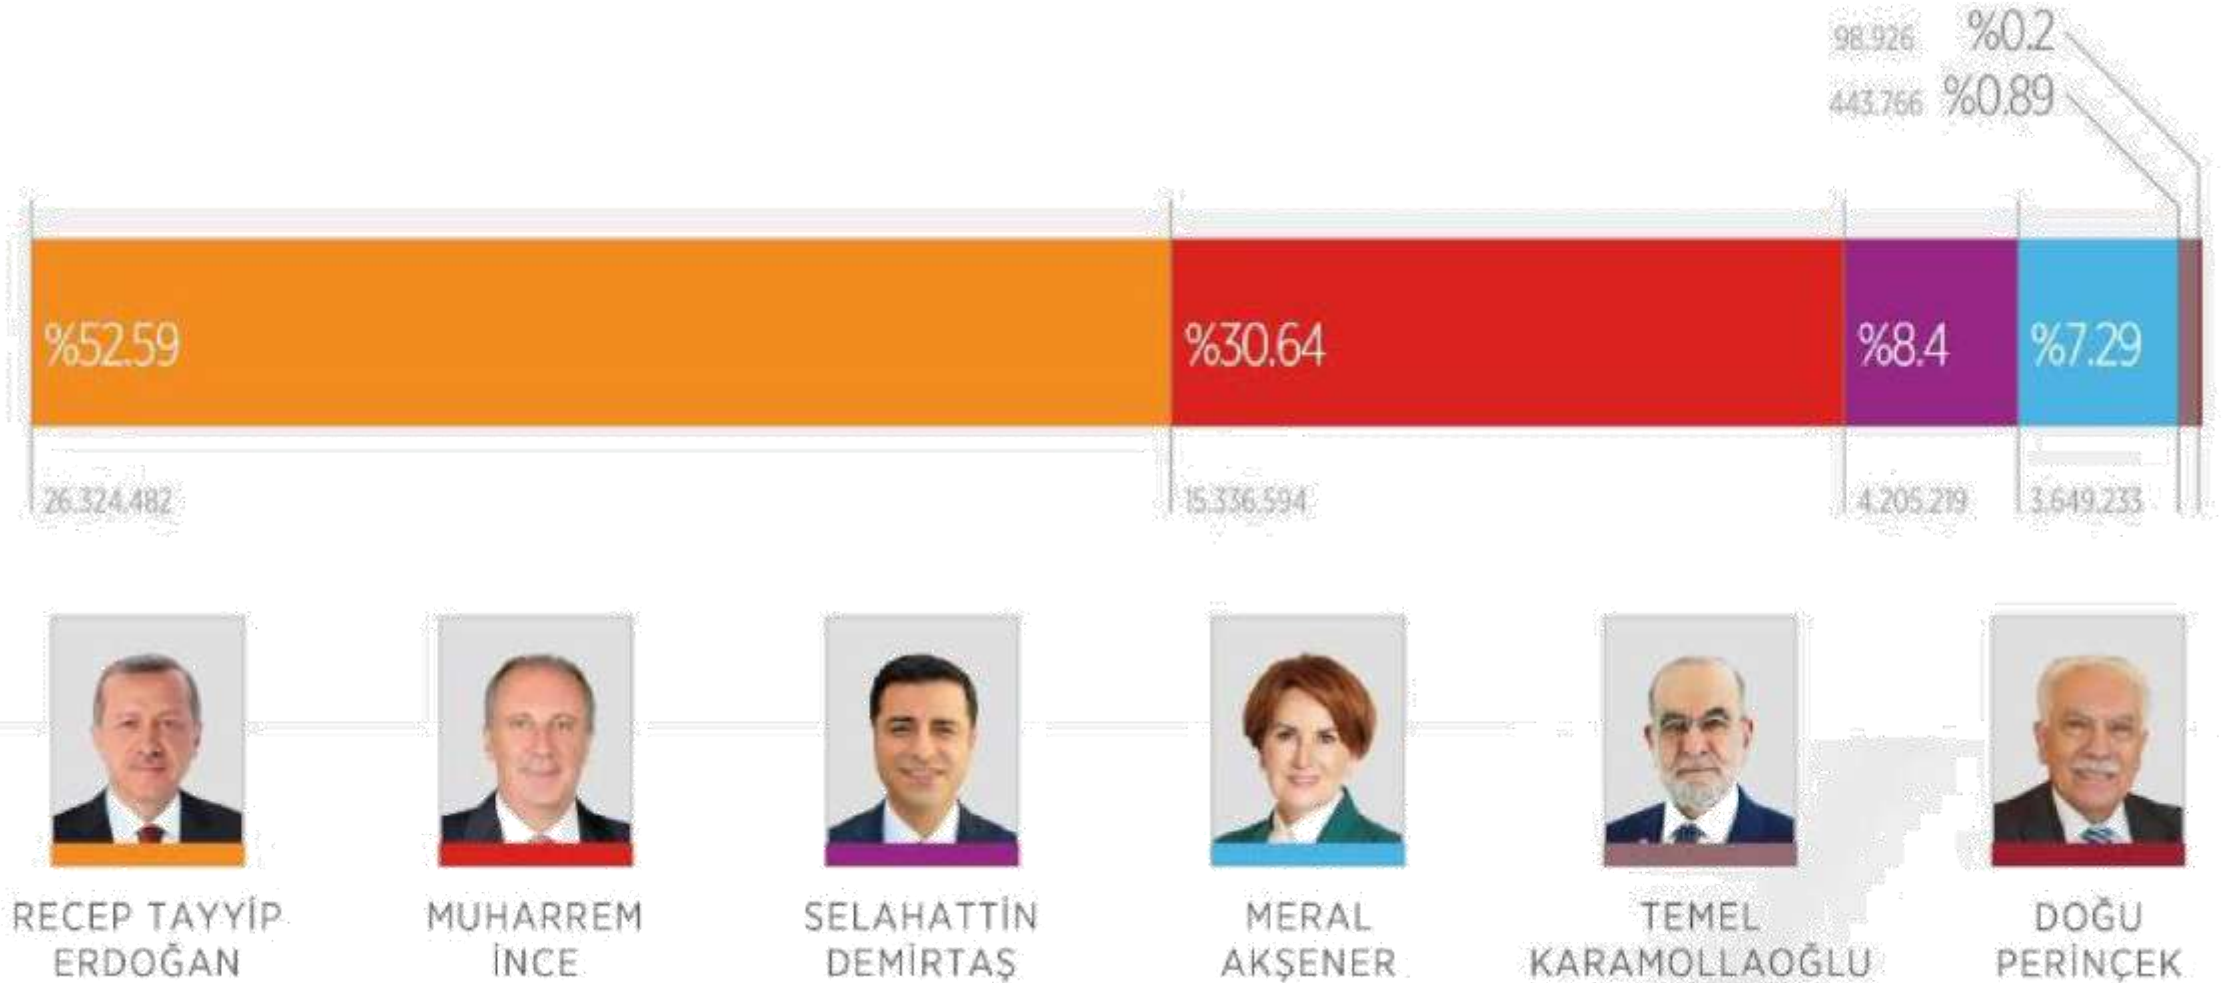 98.926 %0.2
443.766 %0.89
%52.59 %30.64 %8.4 %7.29
26.324.482 15.336.594 4.205.219 3.649.233
RECEP TAYYİP
ERDOĞAN
MUHARREM
İNCE
SELAHATTİN
DEMİRTAŞ
MERAL
AKŞENER
TEMEL
KARAMOLLAOĞLU
DOĞU
PERİNÇEK